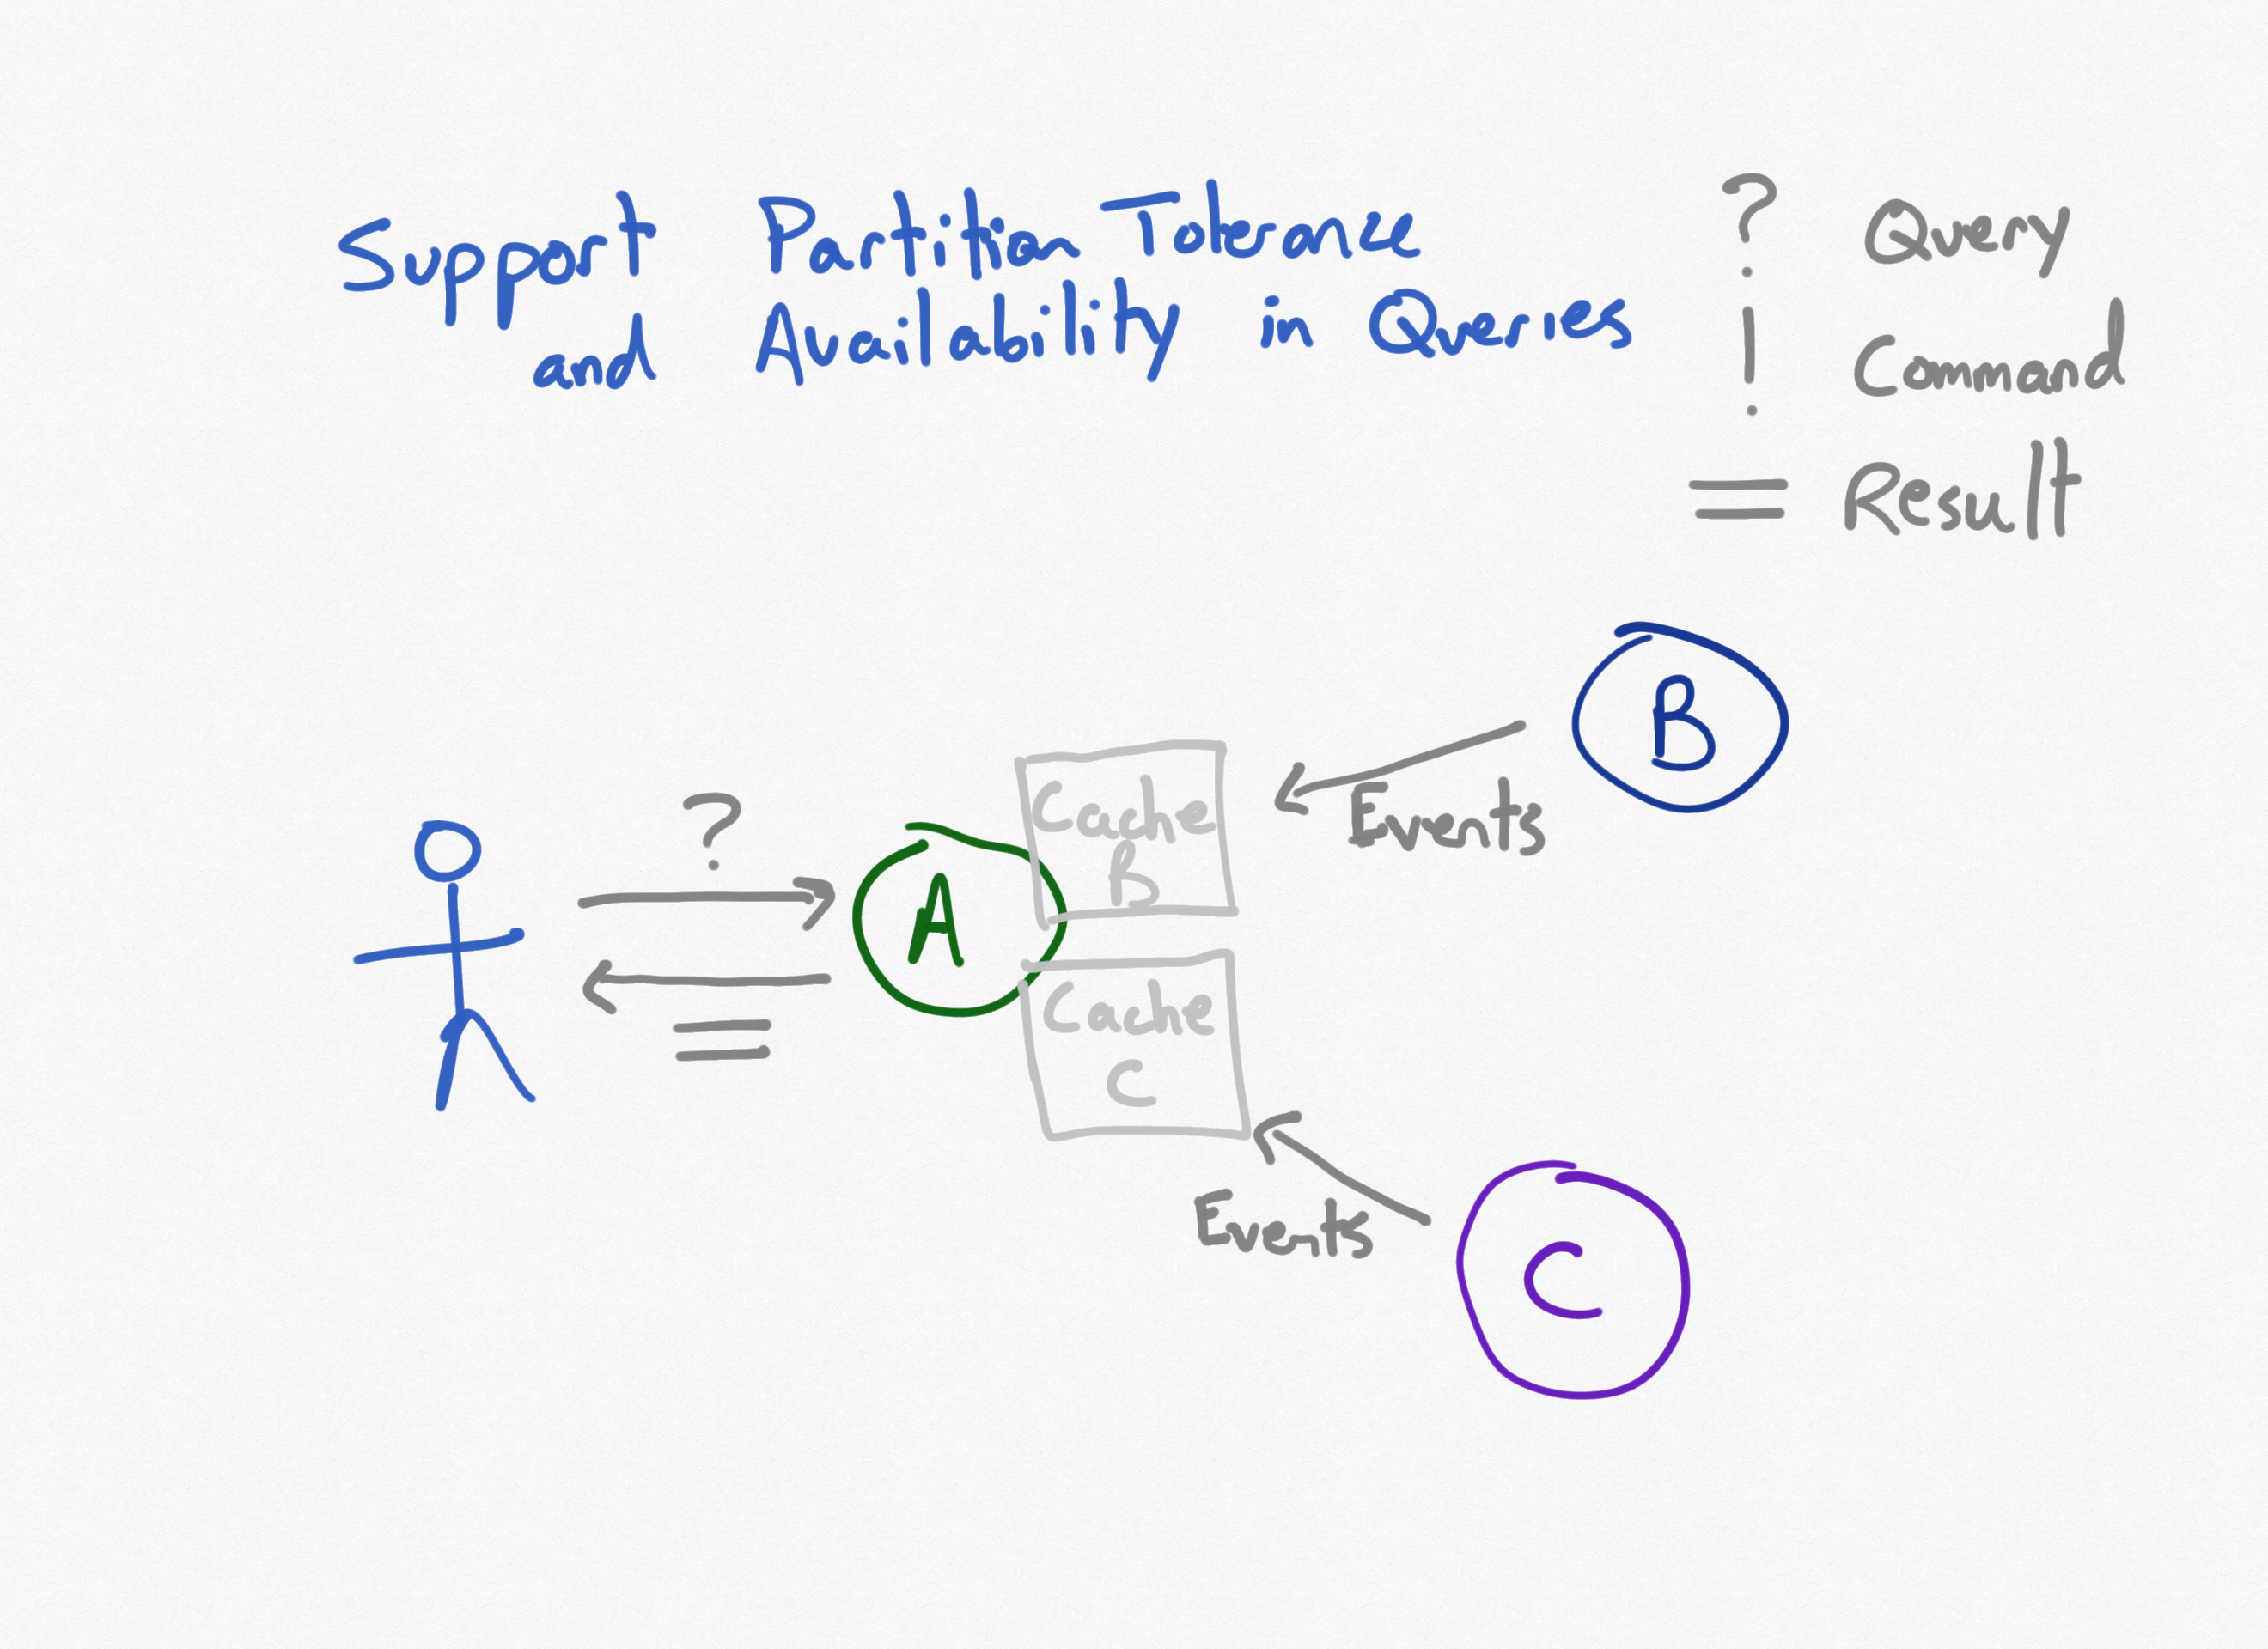 Support Partition Tolerance
and Availability in Queries
? Query
! Command
= Result
B
Cache
B
Events
?
A
=
Cache
C
Events
C